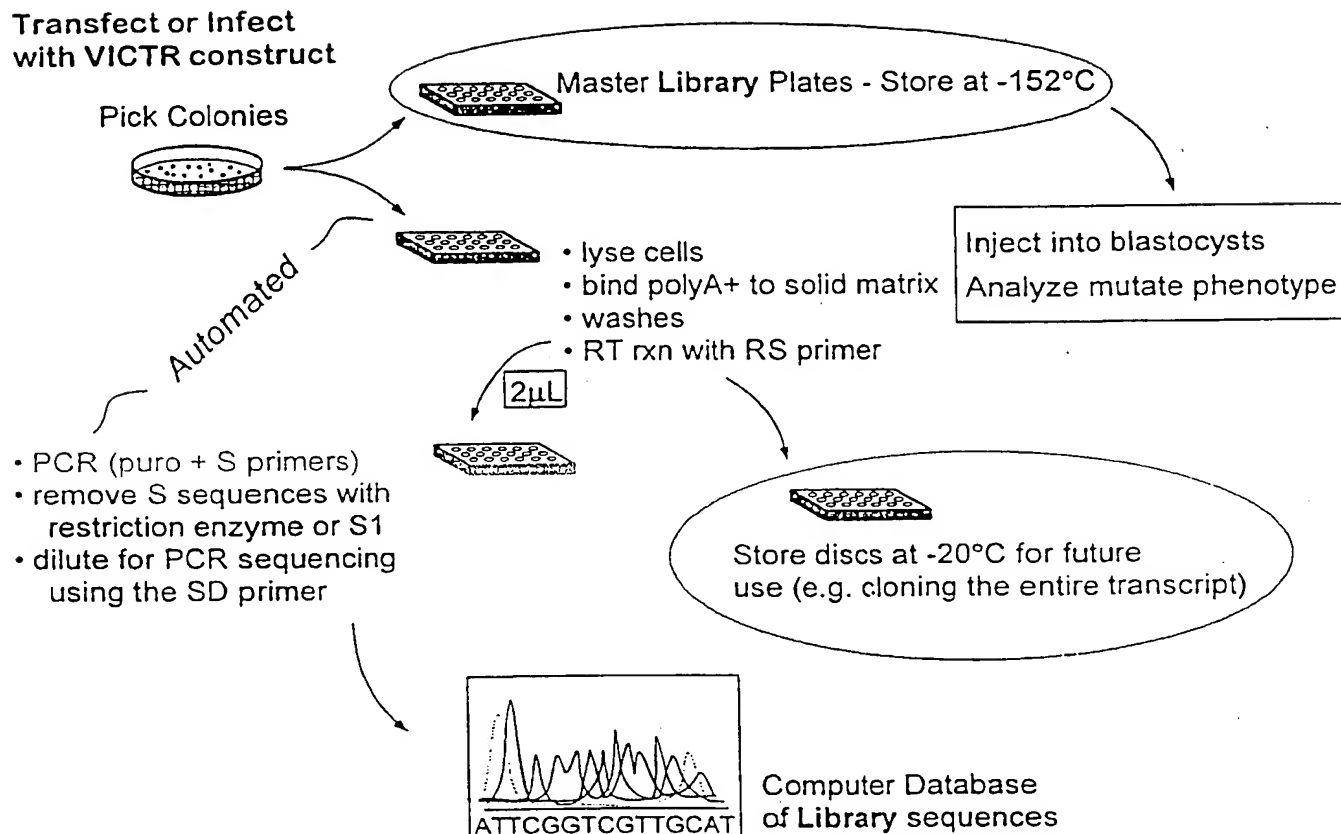 Transfect or Infect
with VICTR construct
Pick Colonies
Master Library Plates - Store at -152°C
Inject into blastocysts
Analyze mutate phenotype
Automated
• lyse cells
• bind polyA+ to solid matrix
• washes
• RT rxn with RS primer
2µL
• PCR (puro + S primers)
• remove S sequences with
restriction enzyme or S1
• dilute for PCR sequencing
using the SD primer
Store discs at -20°C for future
use (e.g. cloning the entire transcript)
ATTCGGTCGTTGCAT
Computer Database
of Library sequences